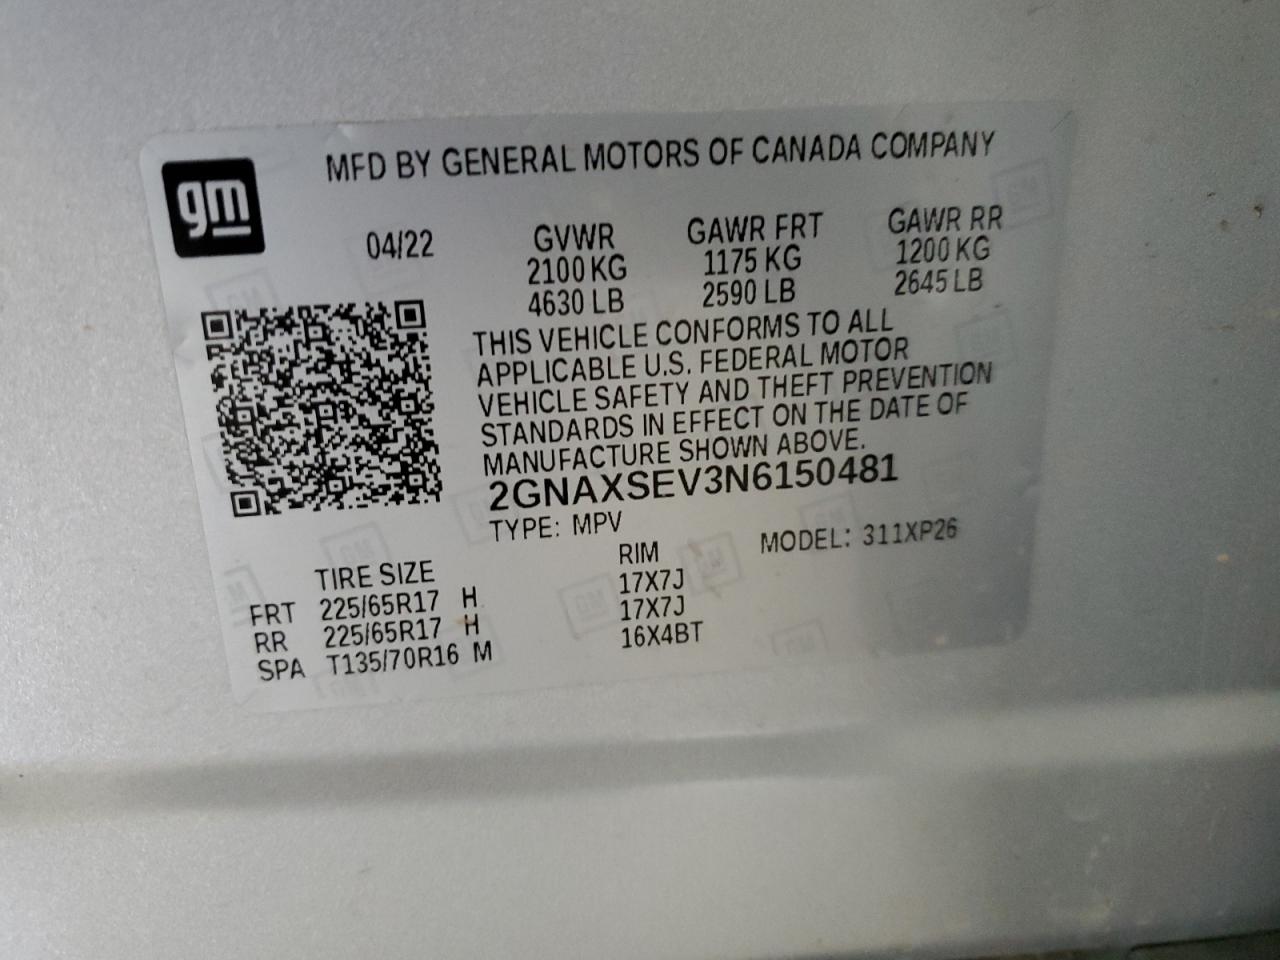 gm
MFD BY GENERAL MOTORS OF CANADA COMPANY
04/22 GVWR GAWR FRT GAWR RR
2100 KG 1175 KG 1200 KG
4630 LB 2590 LB 2645 LB
THIS VEHICLE CONFORMS TO ALL
APPLICABLE U.S. FEDERAL MOTOR
VEHICLE SAFETY AND THEFT PREVENTION
STANDARDS IN EFFECT ON THE DATE OF
MANUFACTURE SHOWN ABOVE.
2GNAXSEV3N6150481
TYPE: MPV MODEL: 311XP26
TIRE SIZE RIM
FRT 225/65R17 H 17X7J
RR 225/65R17 H 17X7J
SPA T135/70R16 M 16X4BT